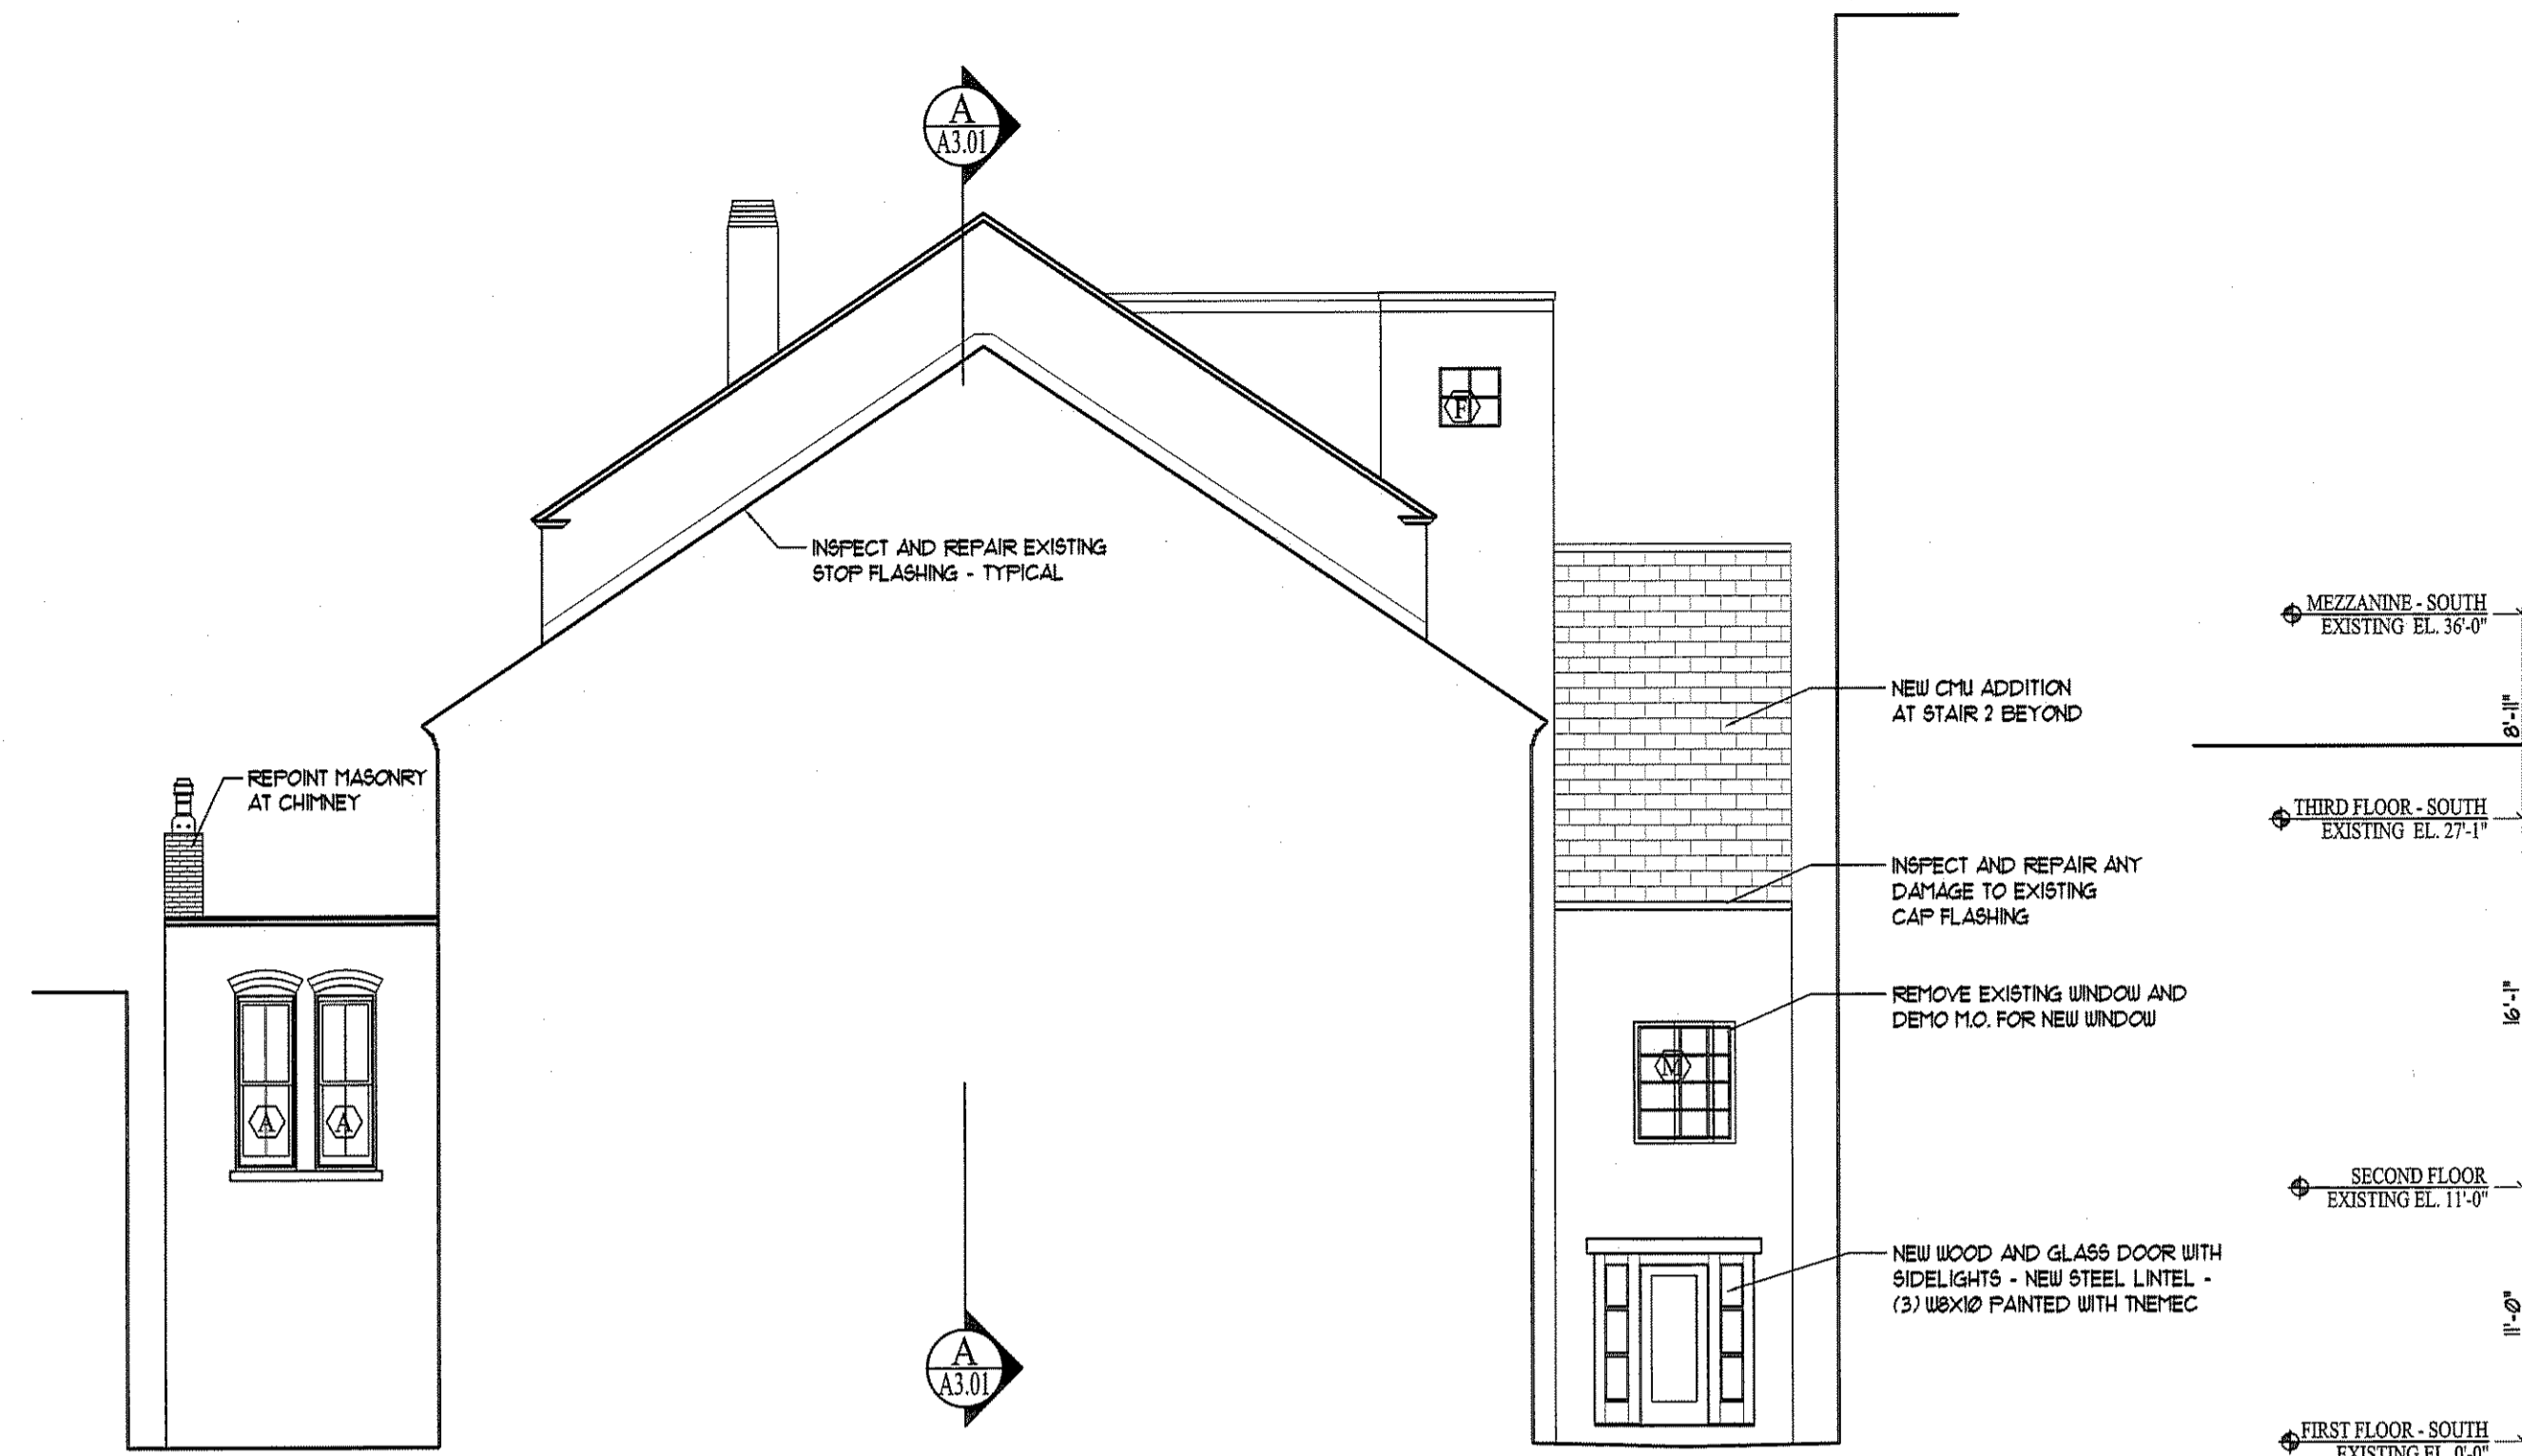 A
A3.01
F
INSPECT AND REPAIR EXISTING
STOP FLASHING - TYPICAL
MEZZANINE - SOUTH
EXISTING EL. 36'-0"
NEW CMU ADDITION
AT STAIR 2 BEYOND
8'-11"
REPOINT MASONRY
AT CHIMNEY
THIRD FLOOR - SOUTH
EXISTING EL. 27'-1"
INSPECT AND REPAIR ANY
DAMAGE TO EXISTING
CAP FLASHING
REMOVE EXISTING WINDOW AND
DEMO M.O. FOR NEW WINDOW
16'-1"
M
A
A
SECOND FLOOR
EXISTING EL. 11'-0"
NEW WOOD AND GLASS DOOR WITH
SIDELIGHTS - NEW STEEL LINTEL -
(3) W8X10 PAINTED WITH TNEMEC
11'-0"
A
A3.01
FIRST FLOOR - SOUTH
EXISTING EL. 0'-0"